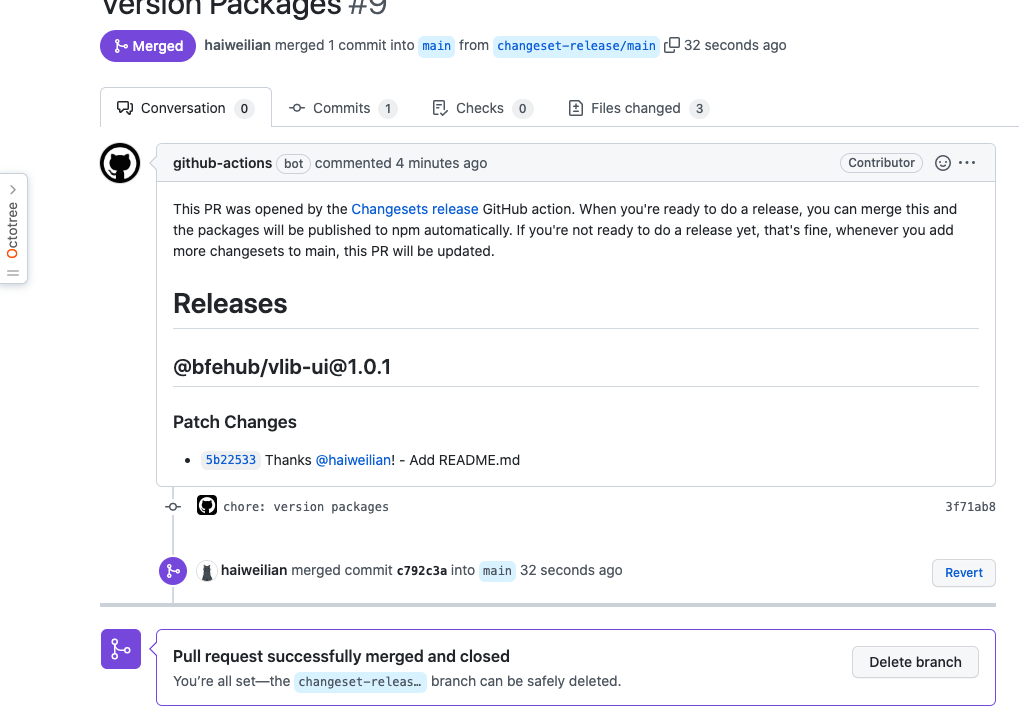 Version Packages #9
Merged haiweilian merged 1 commit into main from changeset-release/main 32 seconds ago
Conversation 0 Commits 1 Checks 0 Files changed 3
github-actions bot commented 4 minutes ago Contributor ···
Octotree
This PR was opened by the Changesets release GitHub action. When you're ready to do a release, you can merge this and
the packages will be published to npm automatically. If you're not ready to do a release yet, that's fine, whenever you add
more changesets to main, this PR will be updated.
Releases
@bfehub/vlib-ui@1.0.1
Patch Changes
• 5b22533 Thanks @haiweilian! - Add README.md
chore: version packages 3f71ab8
haiweilian merged commit c792c3a into main 32 seconds ago Revert
Pull request successfully merged and closed
You’re all set—the changeset-releas… branch can be safely deleted. Delete branch